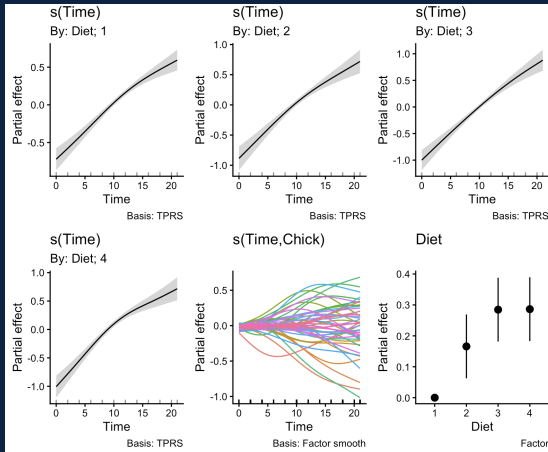 s(Time)
By: Diet; 1
Partial effect
0.5
0.0
-0.5
0 5 10 15 20
Time
Basis: TPRS
s(Time)
By: Diet; 2
Partial effect
1.0
0.5
0.0
-0.5
-1.0
0 5 10 15 20
Time
Basis: TPRS
s(Time)
By: Diet; 3
Partial effect
1.0
0.5
0.0
-0.5
-1.0
0 5 10 15 20
Time
Basis: TPRS
s(Time)
By: Diet; 4
Partial effect
1.0
0.5
0.0
-0.5
-1.0
0 5 10 15 20
Time
Basis: TPRS
s(Time,Chick)
Partial effect
0.5
0.0
-0.5
-1.0
0 5 10 15 20
Time
Basis: Factor smooth
Diet
Partial effect
0.4
0.3
0.2
0.1
0.0
1 2 3 4
Diet
Factor